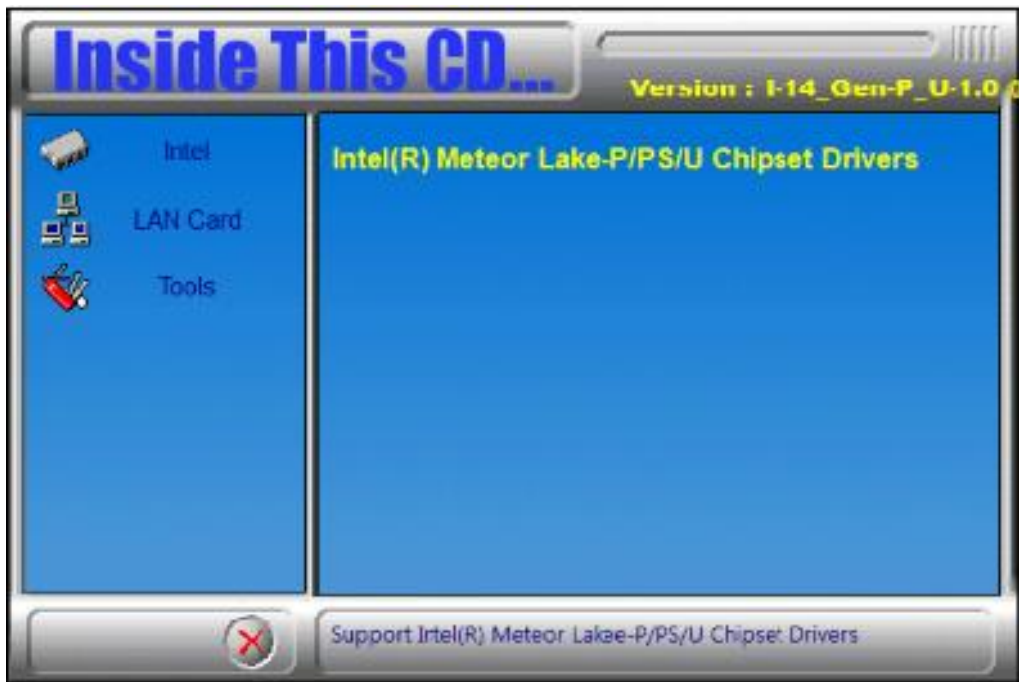 Inside This CD...
Version : I-14_Gen-P_U-1.0
Intel
LAN Card
Tools
Intel(R) Meteor Lake-P/PS/U Chipset Drivers
Support Intel(R) Meteor Lakee-P/PS/U Chipset Drivers